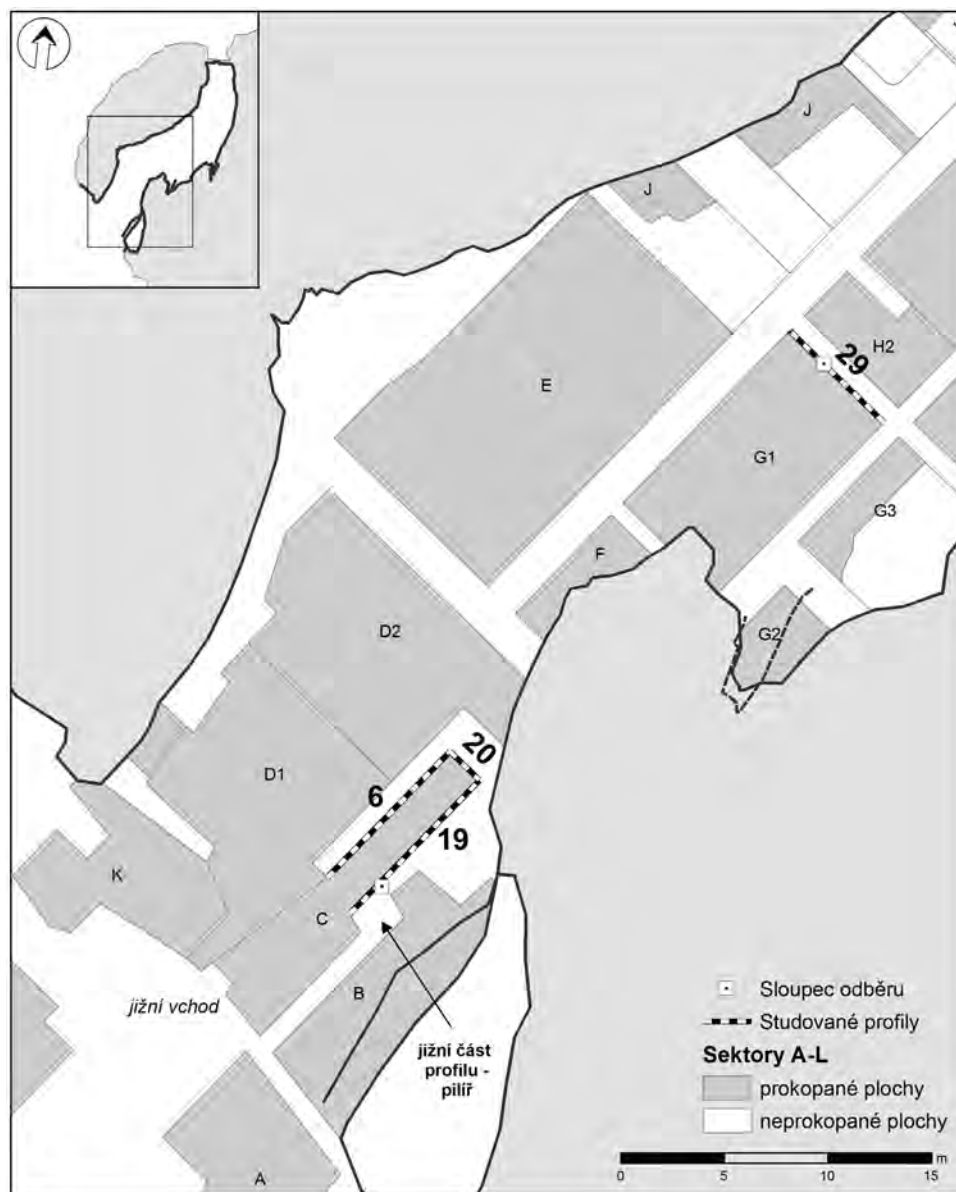 J
J
H2
29
E
G1
G3
F
G2
D2
20
D1
6
19
K
C
jižní vchod
B
jižní část
profilu -
pilíř
A
Sloupec odběru
Studované profily
Sektory A-L
prokopané plochy
neprokopané plochy
m
0 5 10 15